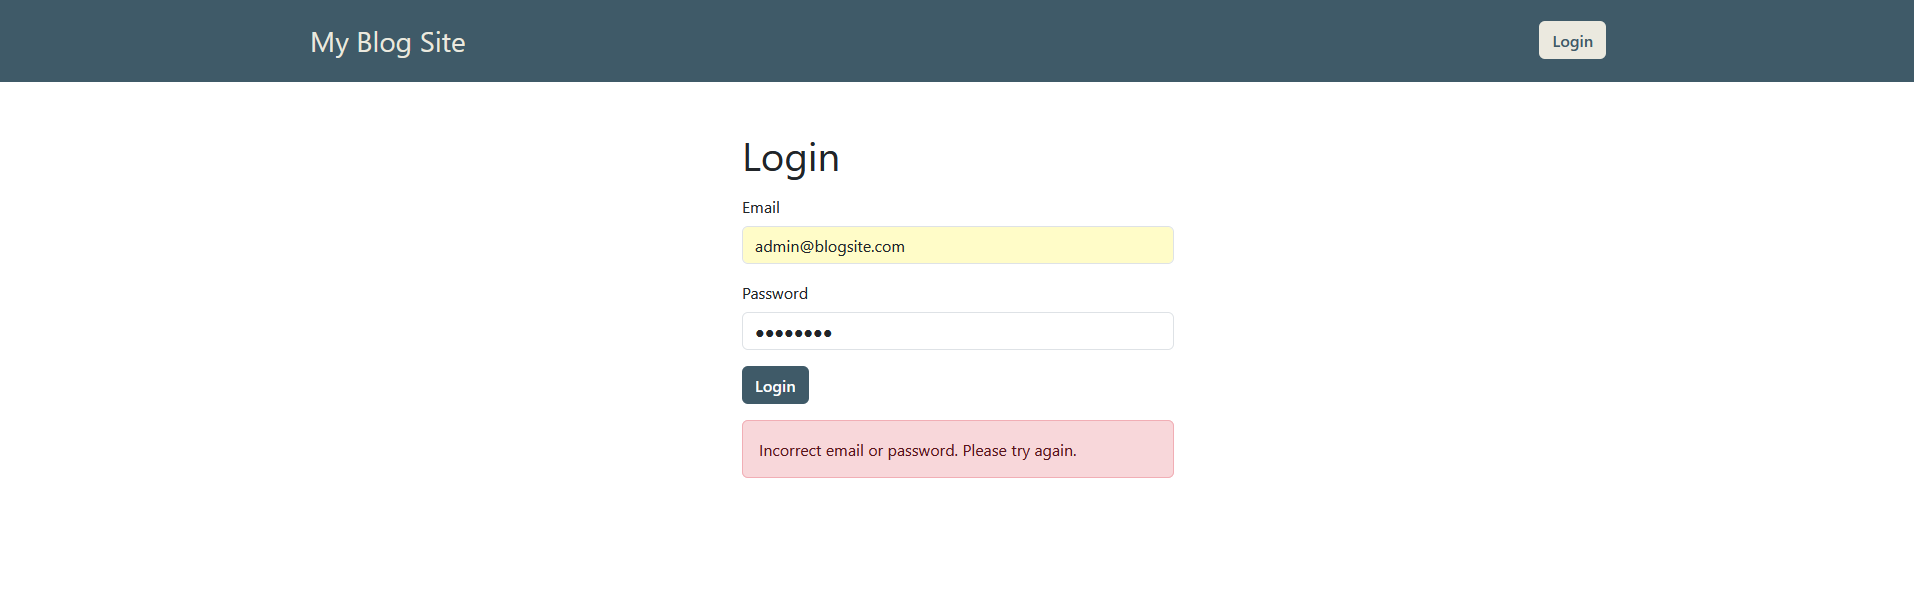 My Blog Site
Login
Login
Email
admin@blogsite.com
Password
••••••••
Login
Incorrect email or password. Please try again.